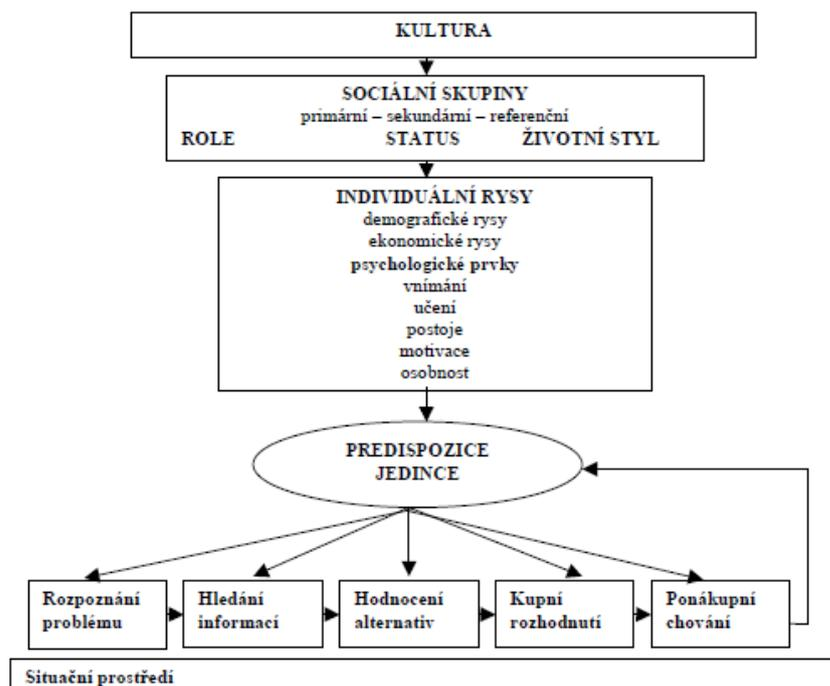 KULTURA
SOCIÁLNÍ SKUPINY
primární – sekundární – referenční
ROLE STATUS ŽIVOTNÍ STYL
INDIVIDUÁLNÍ RYSY
demografické rysy
ekonomické rysy
psychologické prvky
vnímání
učení
postoje
motivace
osobnost
PREDISPOZICE
JEDINCE
Rozpoznání
problému
Hledání
informací
Hodnocení
alternativ
Kupní
rozhodnutí
Ponákupní
chování
Situační prostředí